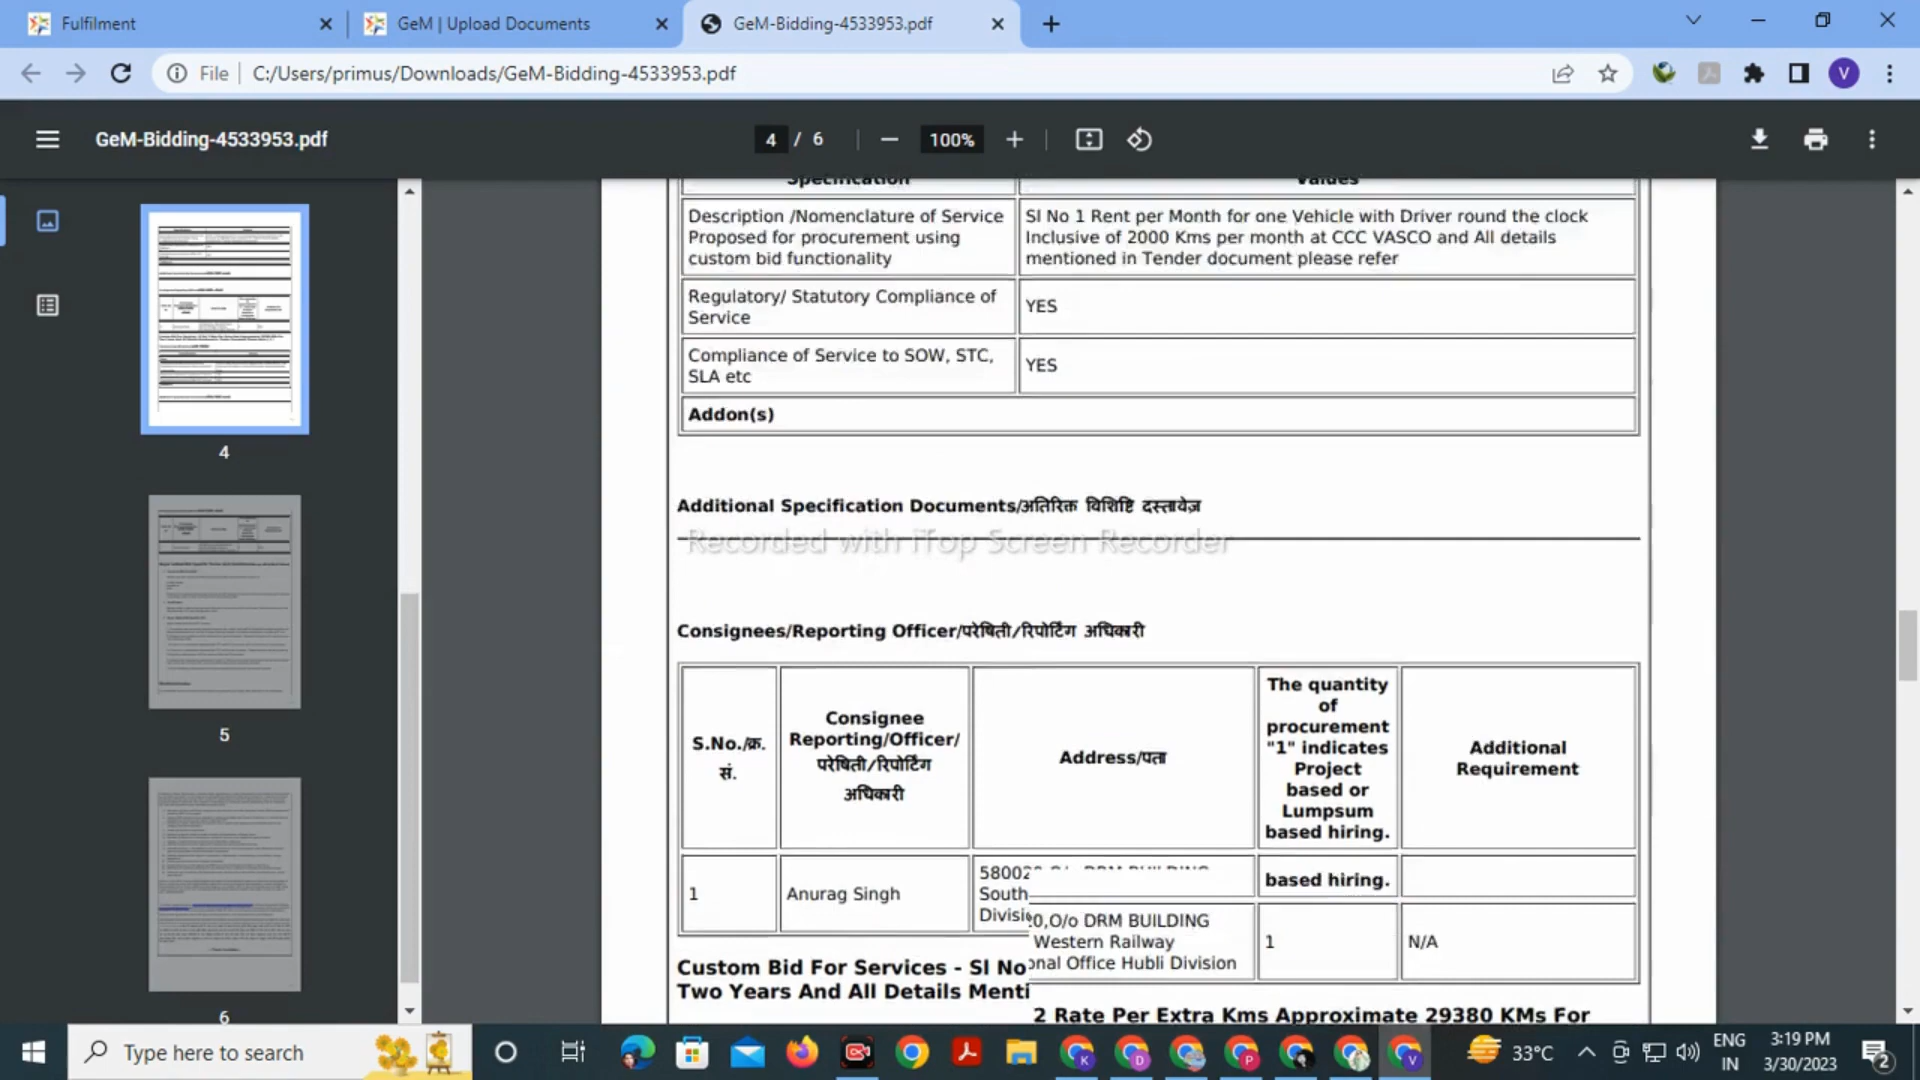 Fulfilment
GeM | Upload Documents
GeM-Bidding-4533953.pdf
File
C:/Users/primus/Downloads/GeM-Bidding-4533953.pdf
V
GeM-Bidding-4533953.pdf
4 / 6
100%
4
5
6
Specification
Values
Description /Nomenclature of Service
Proposed for procurement using
custom bid functionality
Sl No 1 Rent per Month for one Vehicle with Driver round the clock
Inclusive of 2000 Kms per month at CCC VASCO and All details
mentioned in Tender document please refer
Regulatory/ Statutory Compliance of
Service
YES
Compliance of Service to SOW, STC,
SLA etc
YES
Addon(s)
Additional Specification Documents/अतिरिक्त विशिष्टि दस्तावेज़
Recorded with iTop Screen Recorder
Consignees/Reporting Officer/परेषिती/रिपोर्टिंग अधिकारी
S.No./क्र.
सं.
Consignee
Reporting/Officer/
परेषिती/रिपोर्टिंग
अधिकारी
Address/पता
The quantity
of
procurement
"1" indicates
Project
based or
Lumpsum
based hiring.
Additional
Requirement
1
Anurag Singh
South
based hiring.
0,O/o DRM BUILDING
Western Railway
onal Office Hubli Division
1
N/A
Custom Bid For Services - Sl No
Two Years And All Details Menti
2 Rate Per Extra Kms Approximate 29380 KMs For
Type here to search
33°C
ENG
IN
3:19 PM
3/30/2023
2